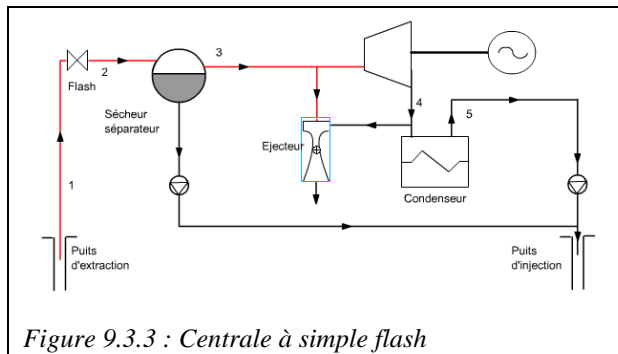 3
2
Flash
Sécheur
séparateur
4
5
Ejecteur
Condenseur
1
Puits
d'extraction
Puits
d'injection
Figure 9.3.3 : Centrale à simple flash